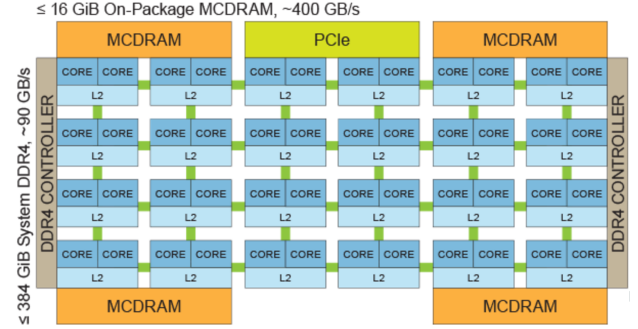 ≤ 16 GiB On-Package MCDRAM, ~400 GB/s
MCDRAM PCIe MCDRAM
≤ 384 GiB System DDR4, ~90 GB/s
DDR4 CONTROLLER
CORE CORE CORE CORE CORE CORE CORE CORE CORE CORE CORE CORE
L2 L2 L2 L2 L2 L2
CORE CORE CORE CORE CORE CORE CORE CORE CORE CORE CORE CORE
L2 L2 L2 L2 L2 L2
CORE CORE CORE CORE CORE CORE CORE CORE CORE CORE CORE CORE
L2 L2 L2 L2 L2 L2
CORE CORE CORE CORE CORE CORE CORE CORE CORE CORE CORE CORE
L2 L2 L2 L2 L2 L2
DDR4 CONTROLLER
MCDRAM MCDRAM